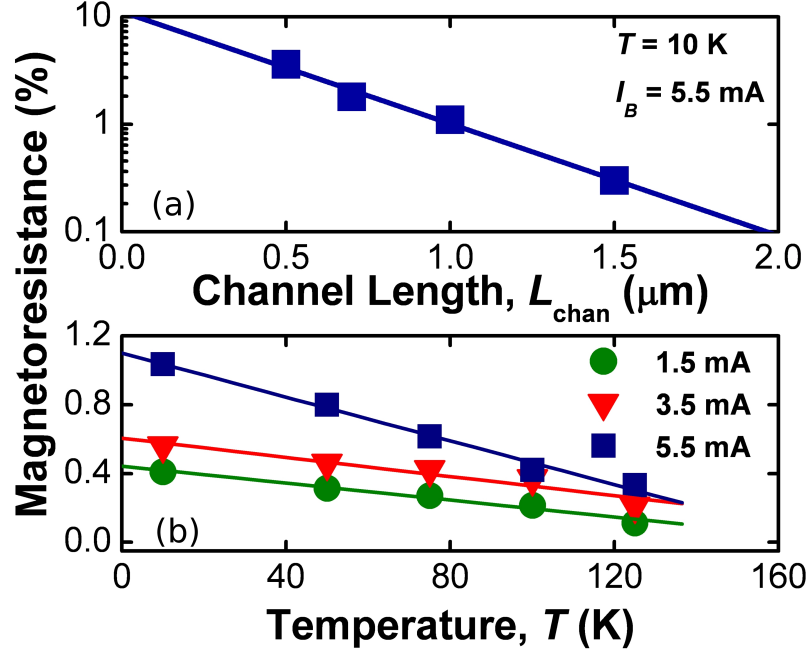 Magnetoresistance (%)
10
1
0.1
T = 10 K
I_B = 5.5 mA
(a)
0.0 0.5 1.0 1.5 2.0
Channel Length, L_chan (μm)
1.2
0.8
0.4
0.0
1.5 mA
3.5 mA
5.5 mA
(b)
0 40 80 120 160
Temperature, T (K)